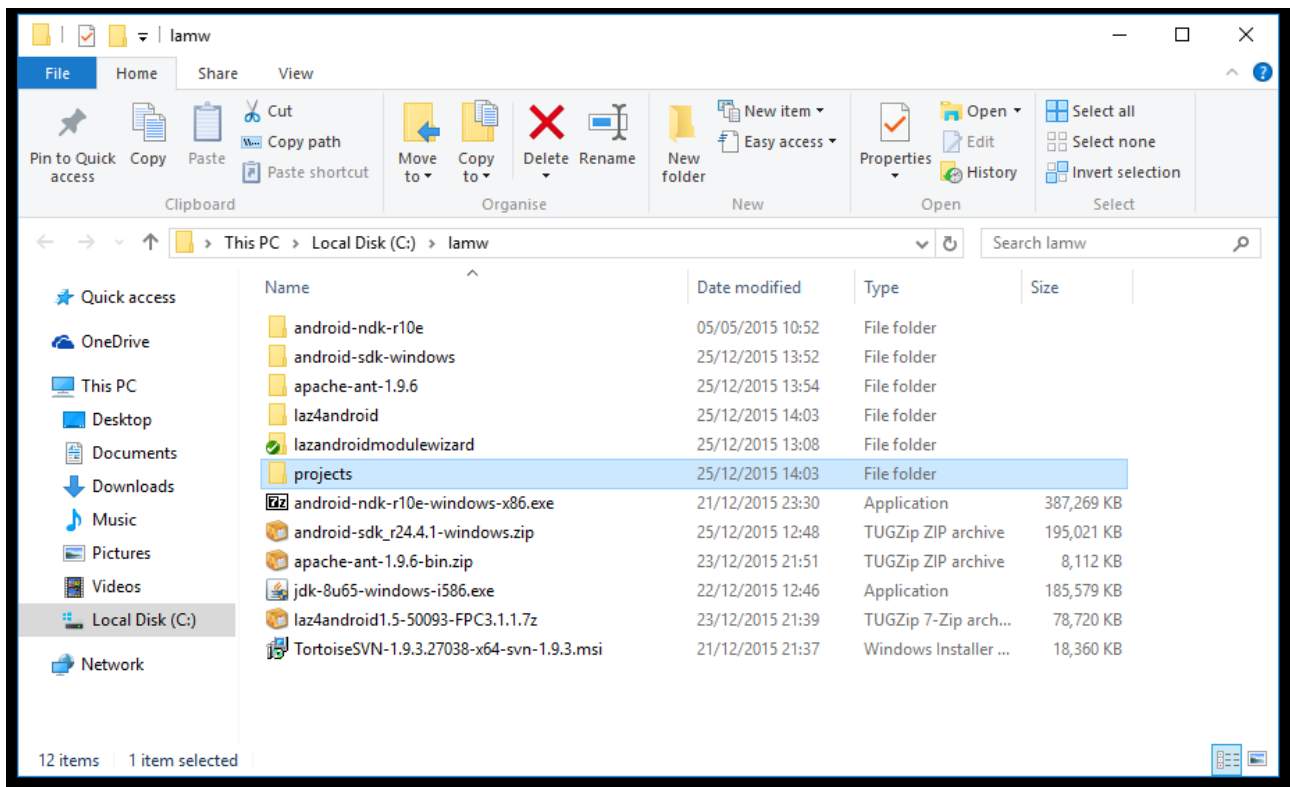 lamw
File Home Share View
Pin to Quick access
Copy
Paste
Cut
Copy path
Paste shortcut
Clipboard
Move to
Copy to
Delete
Rename
Organise
New folder
New item
Easy access
New
Properties
Open
Edit
History
Open
Select all
Select none
Invert selection
Select
This PC > Local Disk (C:) > lamw
Search lamw
Quick access
OneDrive
This PC
Desktop
Documents
Downloads
Music
Pictures
Videos
Local Disk (C:)
Network
Name Date modified Type Size
android-ndk-r10e 05/05/2015 10:52 File folder
android-sdk-windows 25/12/2015 13:52 File folder
apache-ant-1.9.6 25/12/2015 13:54 File folder
laz4android 25/12/2015 14:03 File folder
lazandroidmodulewizard 25/12/2015 13:08 File folder
projects 25/12/2015 14:03 File folder
android-ndk-r10e-windows-x86.exe 21/12/2015 23:30 Application 387,269 KB
android-sdk_r24.4.1-windows.zip 25/12/2015 12:48 TUGZip ZIP archive 195,021 KB
apache-ant-1.9.6-bin.zip 23/12/2015 21:51 TUGZip ZIP archive 8,112 KB
jdk-8u65-windows-i586.exe 22/12/2015 12:46 Application 185,579 KB
laz4android1.5-50093-FPC3.1.1.7z 23/12/2015 21:39 TUGZip 7-Zip arch... 78,720 KB
TortoiseSVN-1.9.3.27038-x64-svn-1.9.3.msi 21/12/2015 21:37 Windows Installer ... 18,360 KB
12 items 1 item selected